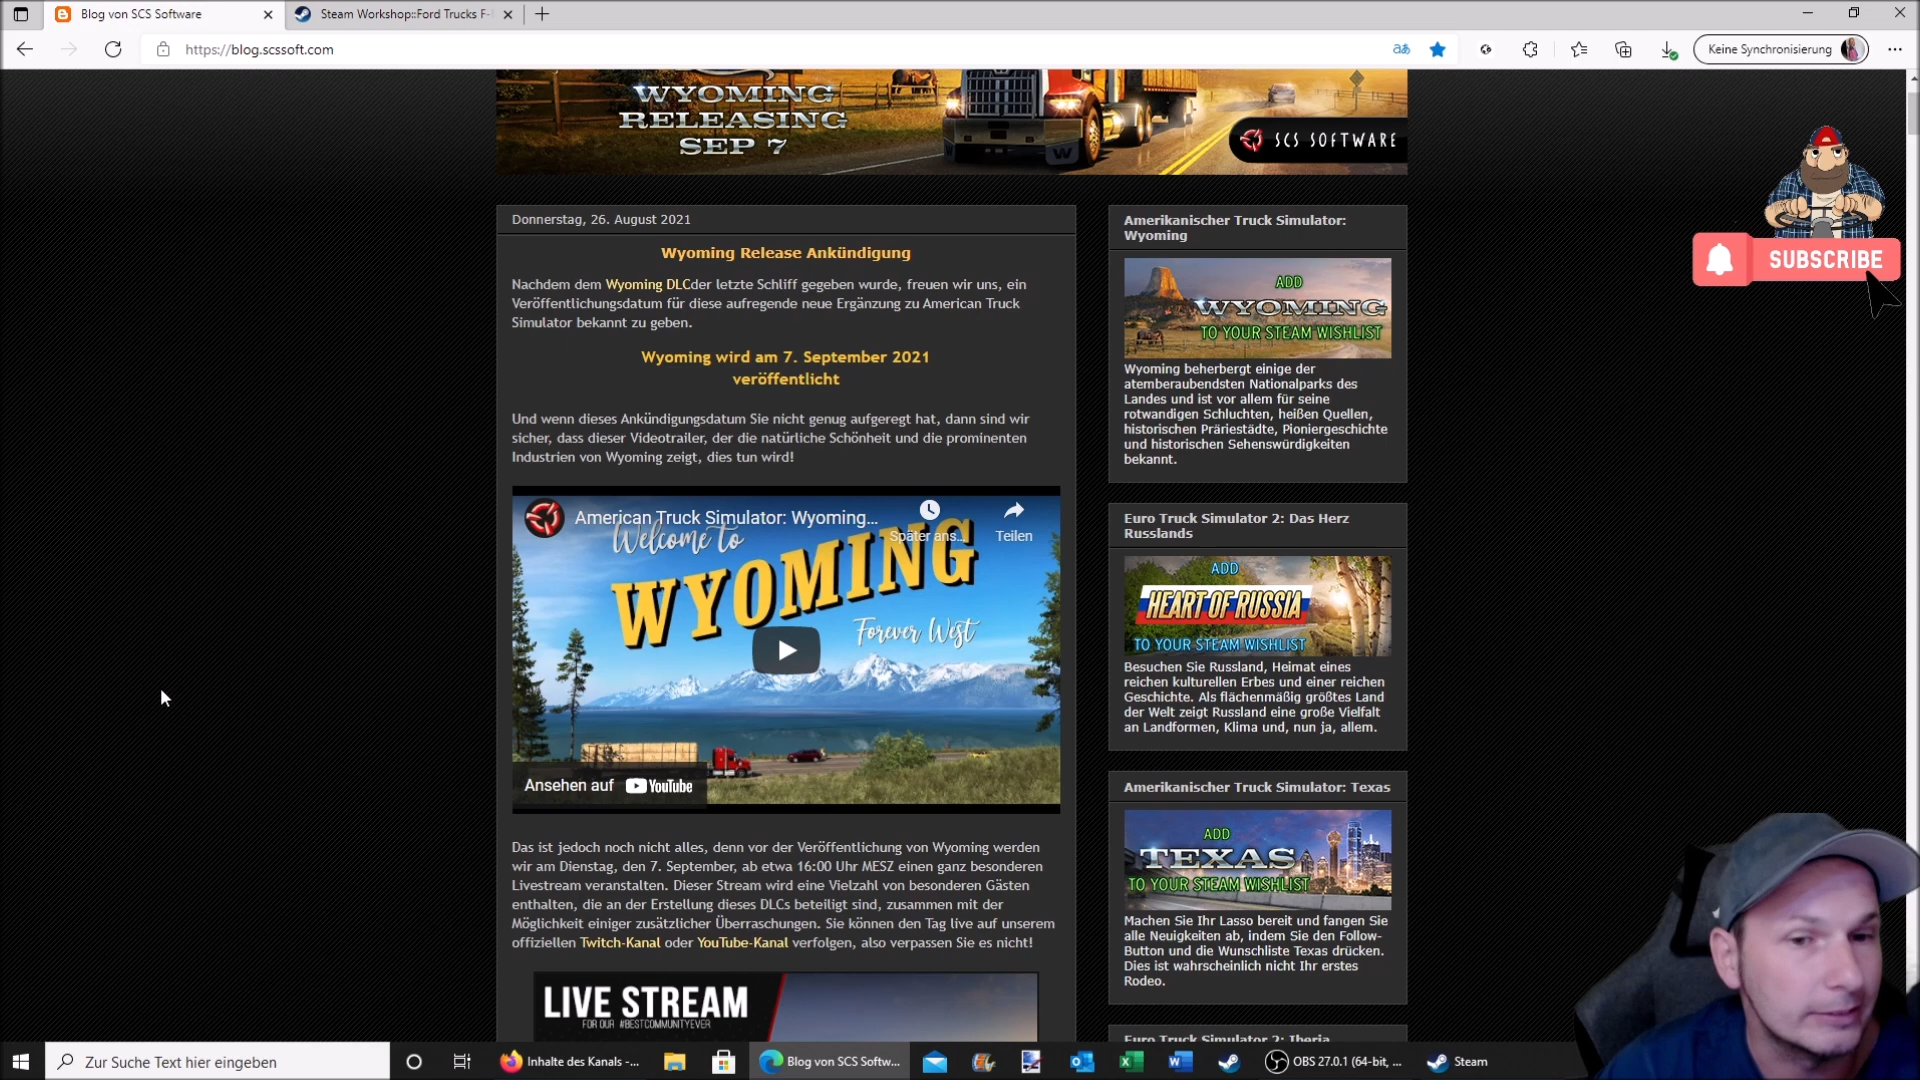 Blog von SCS Software
Steam Workshop::Ford Trucks F-
https://blog.scssoft.com
aあ
Keine Synchronisierung
WYOMING
RELEASING
SEP 7
SCS SOFTWARE
Donnerstag, 26. August 2021
Wyoming Release Ankündigung
Nachdem dem Wyoming DLCder letzte Schliff gegeben wurde, freuen wir uns, ein
Veröffentlichungsdatum für diese aufregende neue Ergänzung zu American Truck
Simulator bekannt zu geben.
Wyoming wird am 7. September 2021
veröffentlicht
Und wenn dieses Ankündigungsdatum Sie nicht genug aufgeregt hat, dann sind wir
sicher, dass dieser Videotrailer, der die natürliche Schönheit und die prominenten
Industrien von Wyoming zeigt, dies tun wird!
American Truck Simulator: Wyoming...
Später ans...
Teilen
Welcome to
WYOMING
Forever West
Ansehen auf YouTube
Das ist jedoch noch nicht alles, denn vor der Veröffentlichung von Wyoming werden
wir am Dienstag, den 7. September, ab etwa 16:00 Uhr MESZ einen ganz besonderen
Livestream veranstalten. Dieser Stream wird eine Vielzahl von besonderen Gästen
enthalten, die an der Erstellung dieses DLCs beteiligt sind, zusammen mit der
Möglichkeit einiger zusätzlicher Überraschungen. Sie können den Tag live auf unserem
offiziellen Twitch-Kanal oder YouTube-Kanal verfolgen, also verpassen Sie es nicht!
LIVE STREAM
FOR OUR #BESTCOMMUNITYEVER
Amerikanischer Truck Simulator:
Wyoming
ADD
WYOMING
TO YOUR STEAM WISHLIST
Wyoming beherbergt einige der
atemberaubendsten Nationalparks des
Landes und ist vor allem für seine
rotwandigen Schluchten, heißen Quellen,
historischen Präriestädte, Pioniergeschichte
und historischen Sehenswürdigkeiten
bekannt.
Euro Truck Simulator 2: Das Herz
Russlands
ADD
HEART OF RUSSIA
TO YOUR STEAM WISHLIST
Besuchen Sie Russland, Heimat eines
reichen kulturellen Erbes und einer reichen
Geschichte. Als flächenmäßig größtes Land
der Welt zeigt Russland eine große Vielfalt
an Landformen, Klima und, nun ja, allem.
Amerikanischer Truck Simulator: Texas
ADD
TEXAS
TO YOUR STEAM WISHLIST
Machen Sie Ihr Lasso bereit und fangen Sie
alle Neuigkeiten ab, indem Sie den Follow-
Button und die Wunschliste Texas drücken.
Dies ist wahrscheinlich nicht Ihr erstes
Rodeo.
Euro Truck Simulator 2: Iberia
SUBSCRIBE
Zur Suche Text hier eingeben
Inhalte des Kanals -...
Blog von SCS Softw...
OBS 27.0.1 (64-bit, ...
Steam